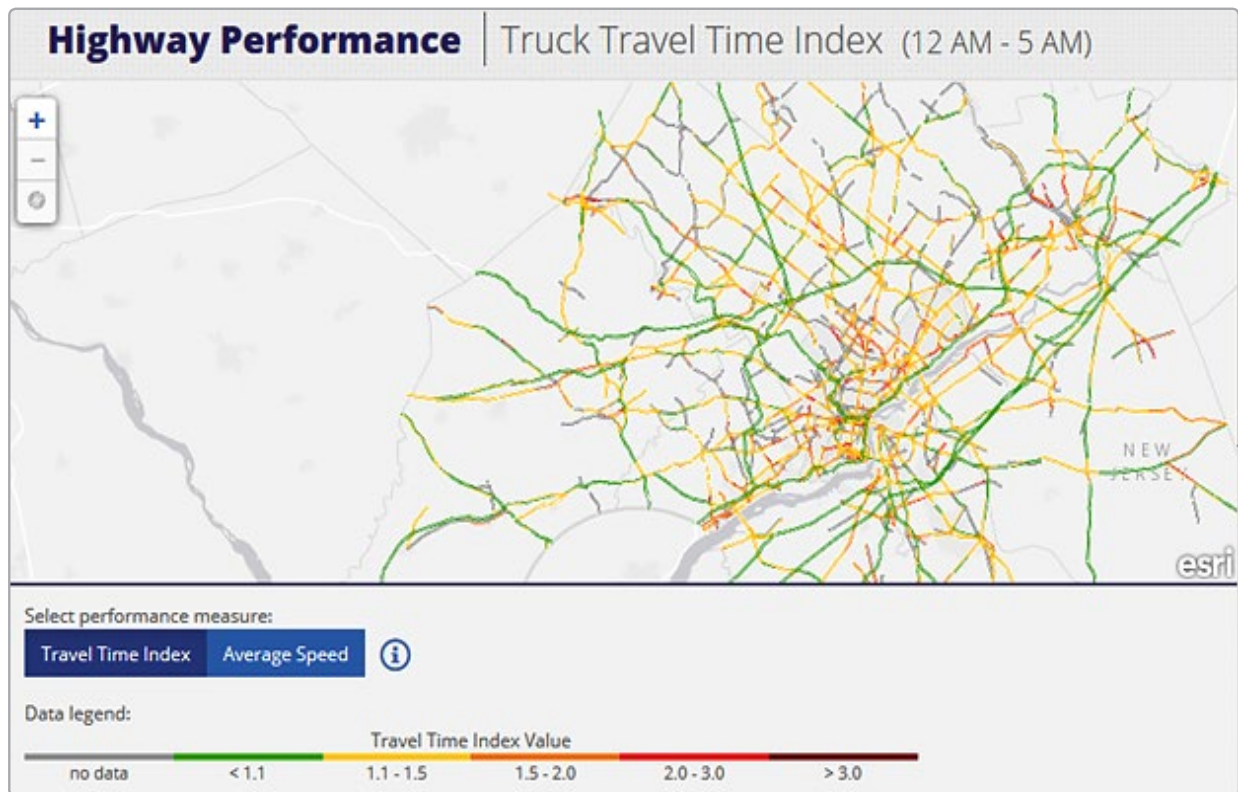 Highway Performance | Truck Travel Time Index (12 AM - 5 AM)
+
−
NEW
JERSEY
esri
Select performance measure:
Travel Time Index Average Speed i
Data legend:
Travel Time Index Value
no data < 1.1 1.1 - 1.5 1.5 - 2.0 2.0 - 3.0 > 3.0